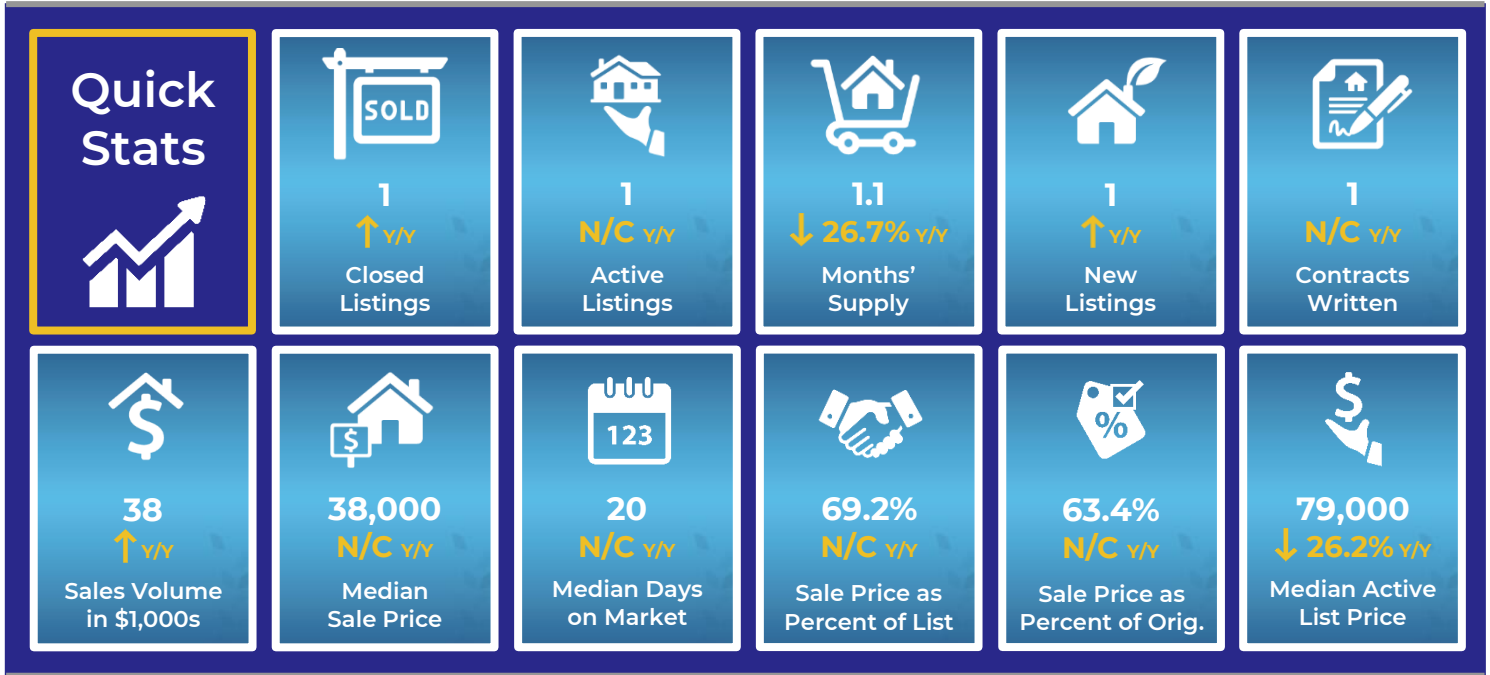 Quick
Stats
SOLD
1
↑ Y/Y
Closed
Listings
1
N/C Y/Y
Active
Listings
1.1
↓ 26.7% Y/Y
Months’
Supply
1
↑ Y/Y
New
Listings
1
N/C Y/Y
Contracts
Written
$
38
↑ Y/Y
Sales Volume
in $1,000s
$
38,000
N/C Y/Y
Median
Sale Price
123
20
N/C Y/Y
Median Days
on Market
69.2%
N/C Y/Y
Sale Price as
Percent of List
%
63.4%
N/C Y/Y
Sale Price as
Percent of Orig.
$
79,000
↓ 26.2% Y/Y
Median Active
List Price